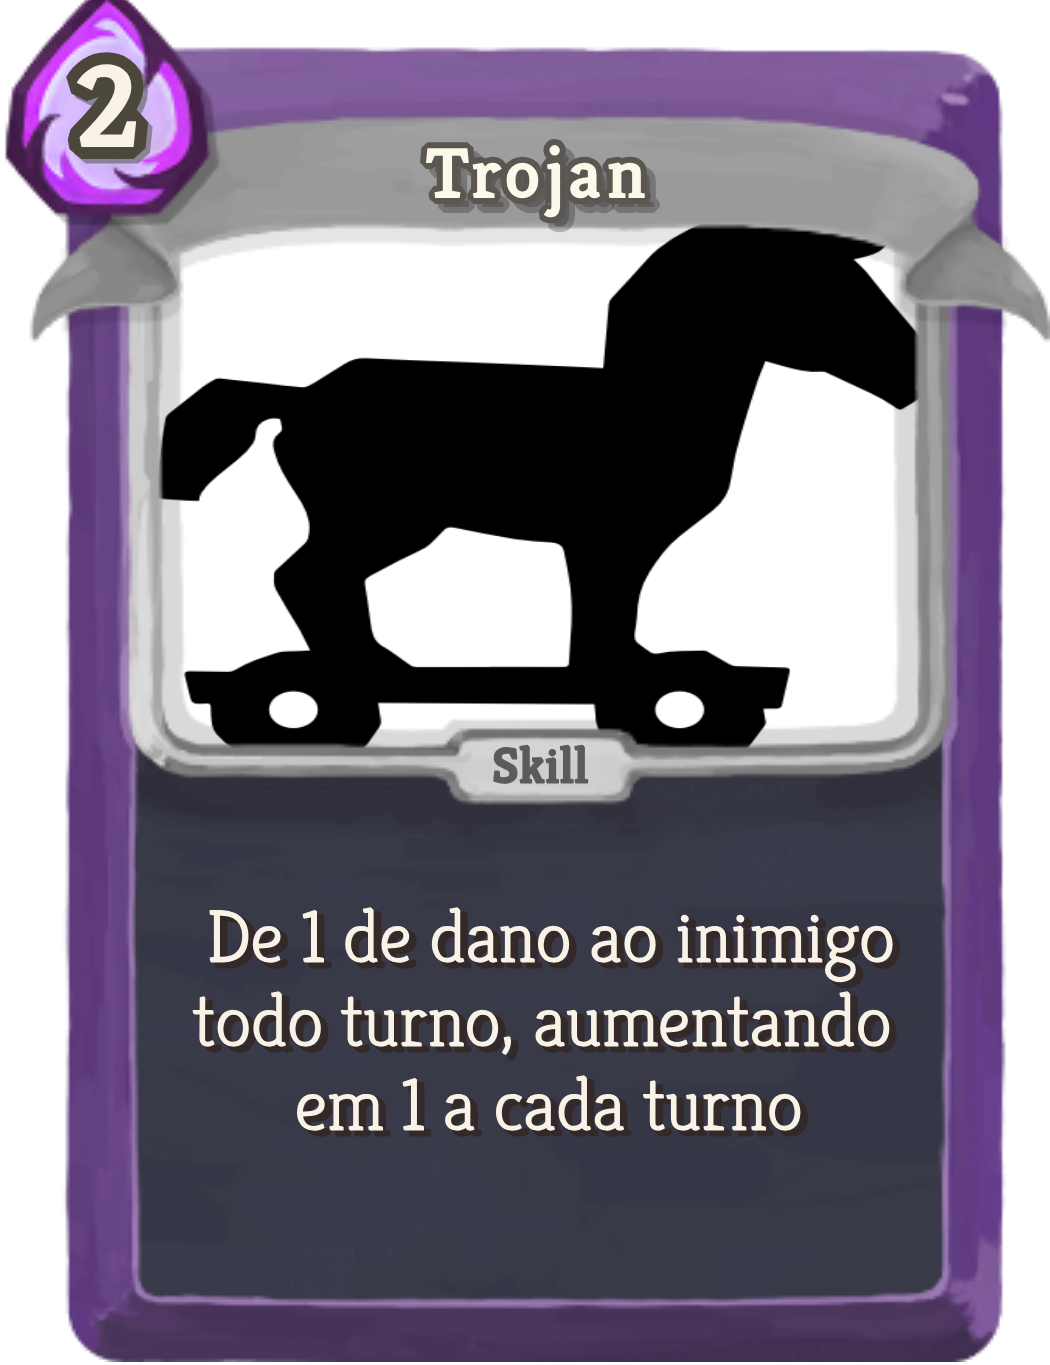 2
Trojan
Skill
De 1 de dano ao inimigo
todo turno, aumentando
em 1 a cada turno